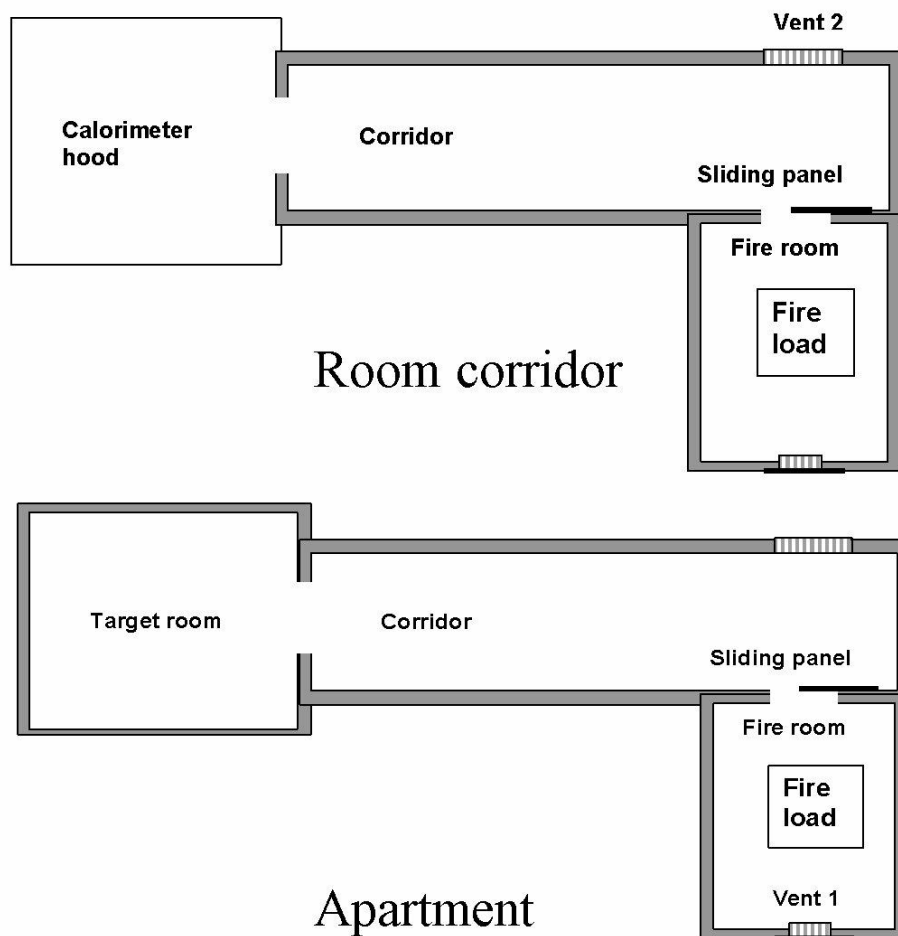 Vent 2
Calorimeter
hood
Corridor
Sliding panel
Fire room
Fire
load
Room corridor
Target room
Corridor
Sliding panel
Fire room
Fire
load
Vent 1
Apartment